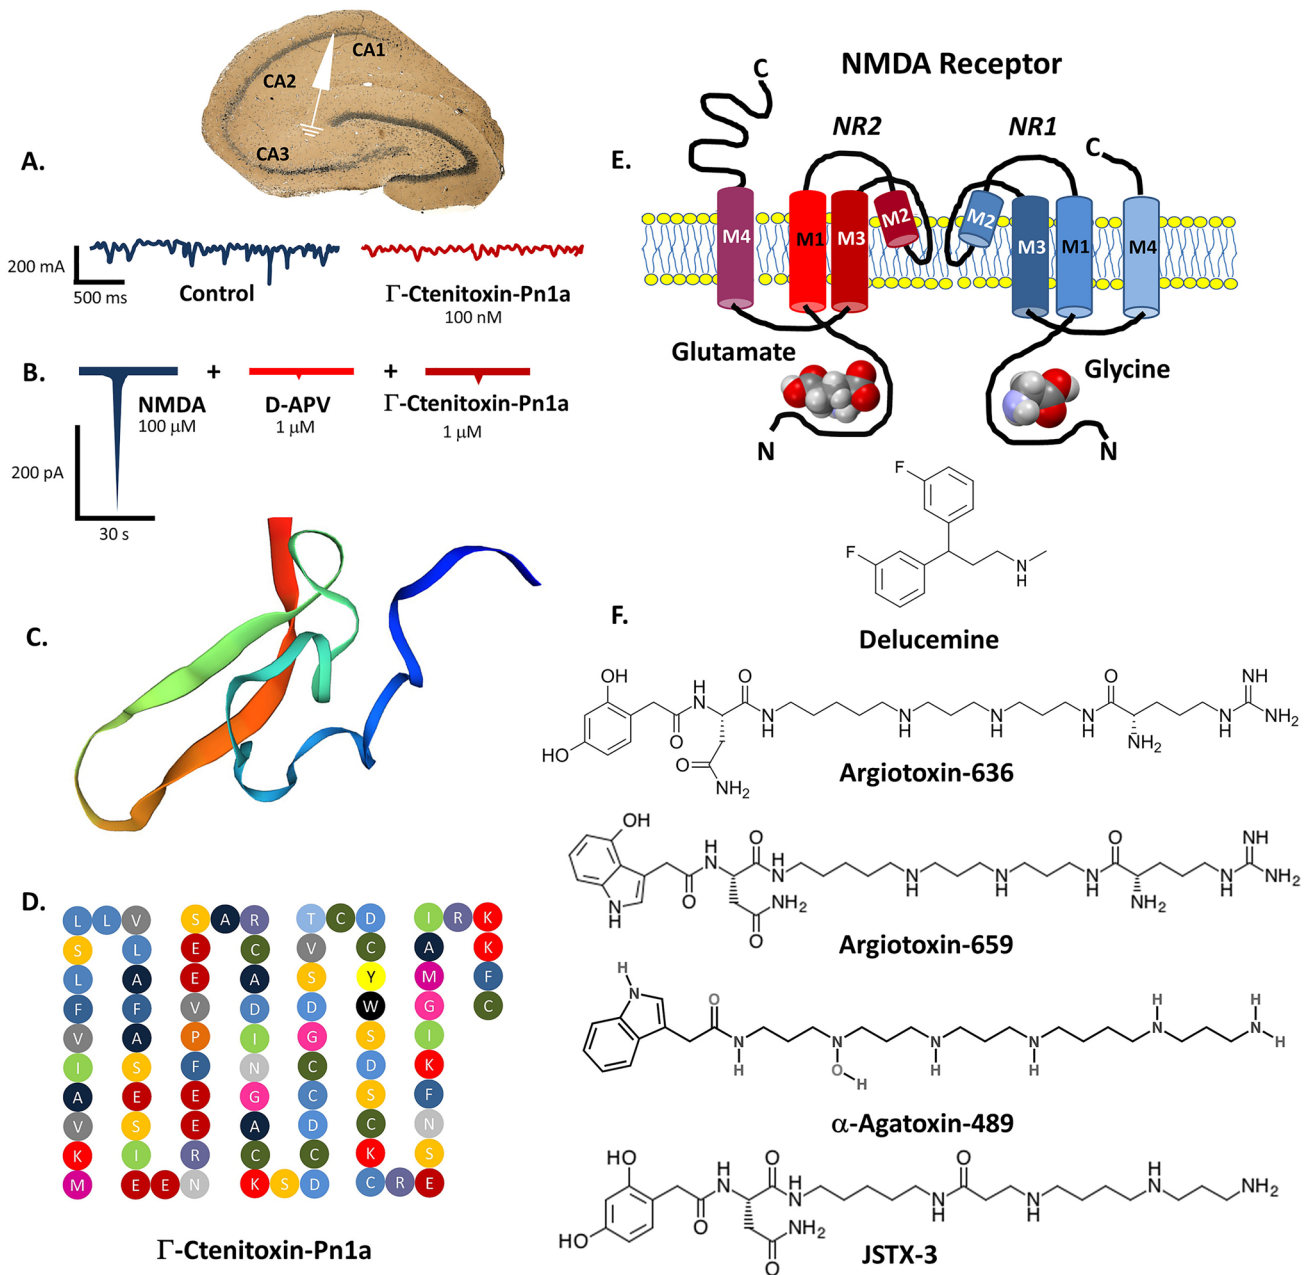 CA1
CA2
CA3
A.
200 mA
500 ms
Control
Γ-Ctenitoxin-Pn1a
100 nM
B.
+
+
NMDA
100 μM
D-APV
1 μM
Γ-Ctenitoxin-Pn1a
1 μM
200 pA
30 s
C.
D.
L L V S A R T C D I R K
S L E C V C A K
L A E A S Y M F
F F V D D W G C
V A P I G S I
I S F N C D K
A E E G C S F
V S E A D C N
K I R C C K S
M E E N K S D C R E
Γ-Ctenitoxin-Pn1a
NMDA Receptor
E.
C
NR2
NR1
C
M4
M1
M3
M2
M2
M3
M1
M4
Glutamate
Glycine
N
N
F
F
N
H
Delucemine
F.
OH
HO
H
N
O
O
O
NH2
N
H
N
H
N
H
O
N
H
NH2
N
H
NH
NH2
Argiotoxin-636
OH
N
H
O
H
N
O
NH2
O
N
H
N
H
N
H
O
N
H
NH2
N
H
NH
NH2
Argiotoxin-659
H
N
O
N
H
N
O
H
N
H
N
H
H
N
H
N
H
α-Agatoxin-489
OH
HO
O
H
N
O
NH2
O
N
H
N
H
O
N
H
H
N
NH2
JSTX-3